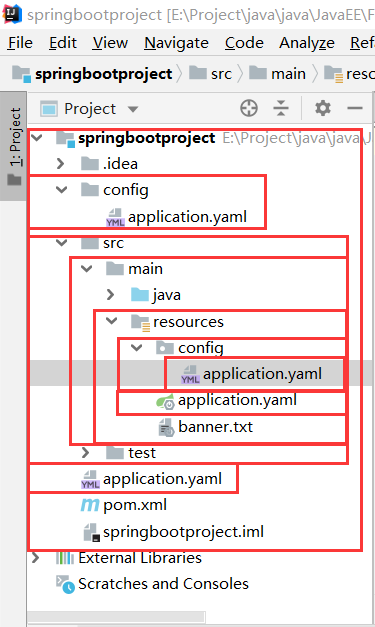 springbootproject [E:\Project\java\java\JavaEE\F
File Edit View Navigate Code Analyze Refa
springbootproject > src > main > reso
1: Project
Project
springbootproject E:\Project\java\java\J
.idea
config
YML application.yaml
src
main
java
resources
config
YML application.yaml
application.yaml
banner.txt
test
YML application.yaml
m pom.xml
springbootproject.iml
External Libraries
Scratches and Consoles